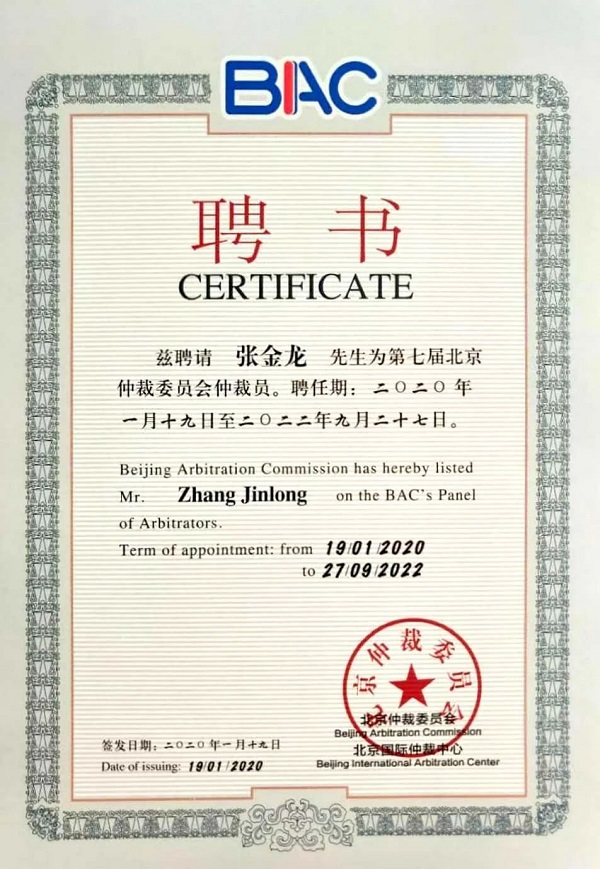 BIAC
聘 书
CERTIFICATE
兹聘请 张金龙 先生为第七届北京
仲裁委员会仲裁员。聘任期：二〇二〇年
一月十九日至二〇二二年九月二十七日。
Beijing Arbitration Commission has hereby listed
Mr. Zhang Jinlong on the BAC's Panel
of Arbitrators.
Term of appointment: from 19/01/2020
to 27/09/2022
北京仲裁委员会
北京仲裁委员会
Beijing Arbitration Commission
北京国际仲裁中心
Beijing International Arbitration Center
签发日期：二〇二〇年一月十九日
Date of issuing: 19/01/2020